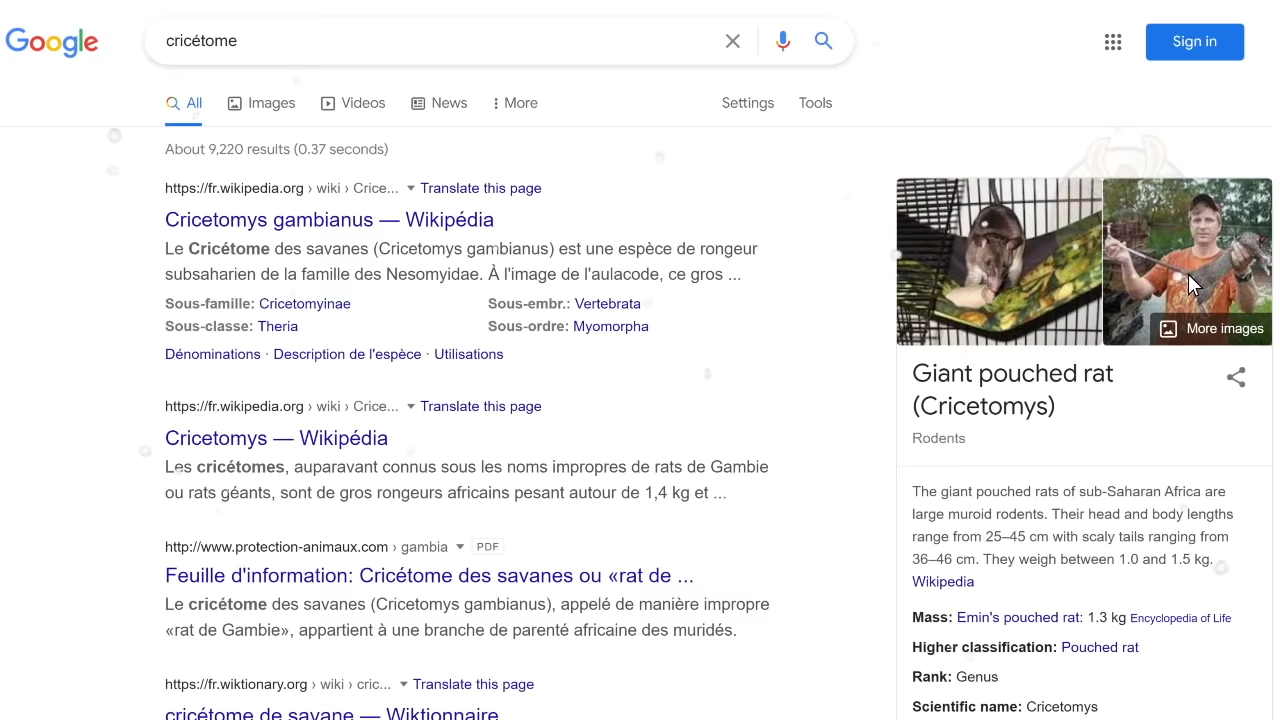 Google
cricétome
Sign in
All
Images
Videos
News
More
Settings
Tools
About 9,220 results (0.37 seconds)
https://fr.wikipedia.org › wiki › Crice... Translate this page
Cricetomys gambianus — Wikipédia
Le Cricétome des savanes (Cricetomys gambianus) est une espèce de rongeur
subsaharien de la famille des Nesomyidae. À l'image de l'aulacode, ce gros ...
Sous-famille: Cricetomyinae
Sous-embr.: Vertebrata
Sous-classe: Theria
Sous-ordre: Myomorpha
Dénominations · Description de l'espèce · Utilisations
https://fr.wikipedia.org › wiki › Crice... Translate this page
Cricetomys — Wikipédia
Les cricétomes, auparavant connus sous les noms impropres de rats de Gambie
ou rats géants, sont de gros rongeurs africains pesant autour de 1,4 kg et ...
http://www.protection-animaux.com › gambia PDF
Feuille d'information: Cricétome des savanes ou «rat de ...
Le cricétome des savanes (Cricetomys gambianus), appelé de manière impropre
«rat de Gambie», appartient à une branche de parenté africaine des muridés.
https://fr.wiktionary.org › wiki › cric... Translate this page
cricétome de savane — Wiktionnaire
More images
Giant pouched rat
(Cricetomys)
Rodents
The giant pouched rats of sub-Saharan Africa are
large muroid rodents. Their head and body lengths
range from 25–45 cm with scaly tails ranging from
36–46 cm. They weigh between 1.0 and 1.5 kg.
Wikipedia
Mass: Emin's pouched rat: 1.3 kg Encyclopedia of Life
Higher classification: Pouched rat
Rank: Genus
Scientific name: Cricetomys